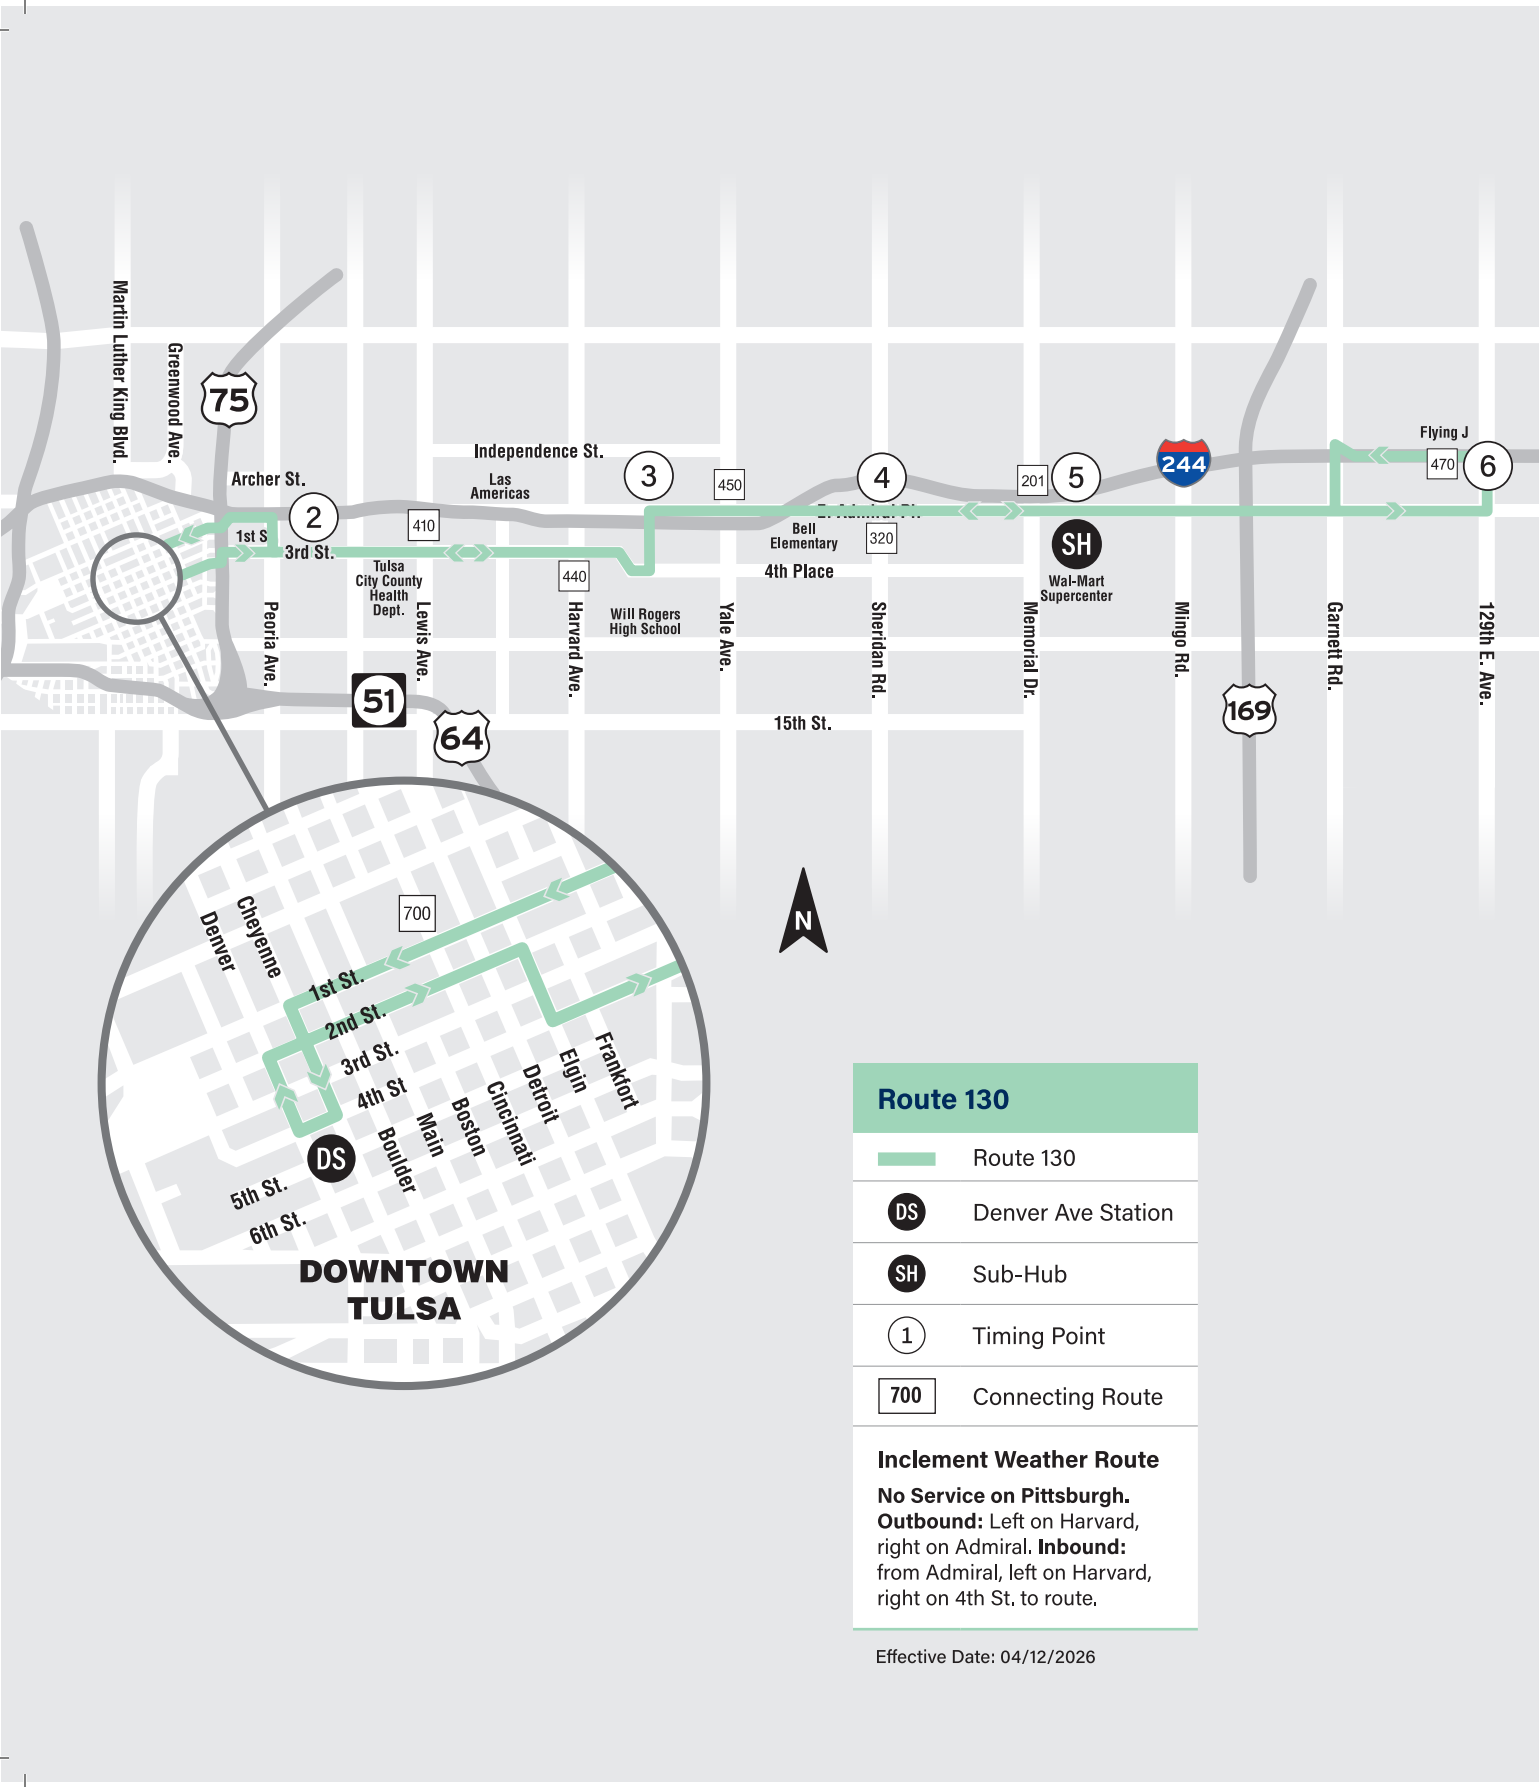 Martin Luther King Blvd.
Greenwood Ave.
75
Archer St.
Independence St.
Las
Americas
2
3
4
5
6
410
450
201
244
Flying J
470
1st S
3rd St.
E. Admiral Pl.
Bell
Elementary
320
SH
Wal-Mart
Supercenter
4th Place
440
Tulsa
City County
Health
Dept.
Will Rogers
High School
Peoria Ave.
Lewis Ave.
Harvard Ave.
Yale Ave.
Sheridan Rd.
Memorial Dr.
Mingo Rd.
Garnett Rd.
129th E. Ave.
51
64
169
15th St.
N
700
Denver
Cheyenne
1st St.
2nd St.
3rd St.
4th St
5th St.
6th St.
DS
Boulder
Main
Boston
Cincinnati
Detroit
Elgin
Frankfort
DOWNTOWN
TULSA
Route 130
Route 130
DS Denver Ave Station
SH Sub-Hub
1 Timing Point
700 Connecting Route
Inclement Weather Route
No Service on Pittsburgh.
Outbound: Left on Harvard,
right on Admiral. Inbound:
from Admiral, left on Harvard,
right on 4th St. to route.
Effective Date: 04/12/2026